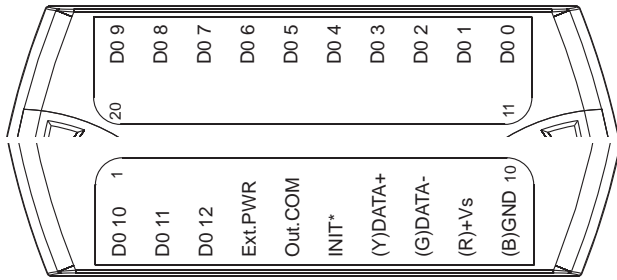 D0 9
D0 8
D0 7
D0 6
D0 5
D0 4
D0 3
D0 2
D0 1
D0 0
20
11
1
10
D0 10
D0 11
D0 12
Ext.PWR
Out.COM
INIT*
(Y)DATA+
(G)DATA-
(R)+Vs
(B)GND